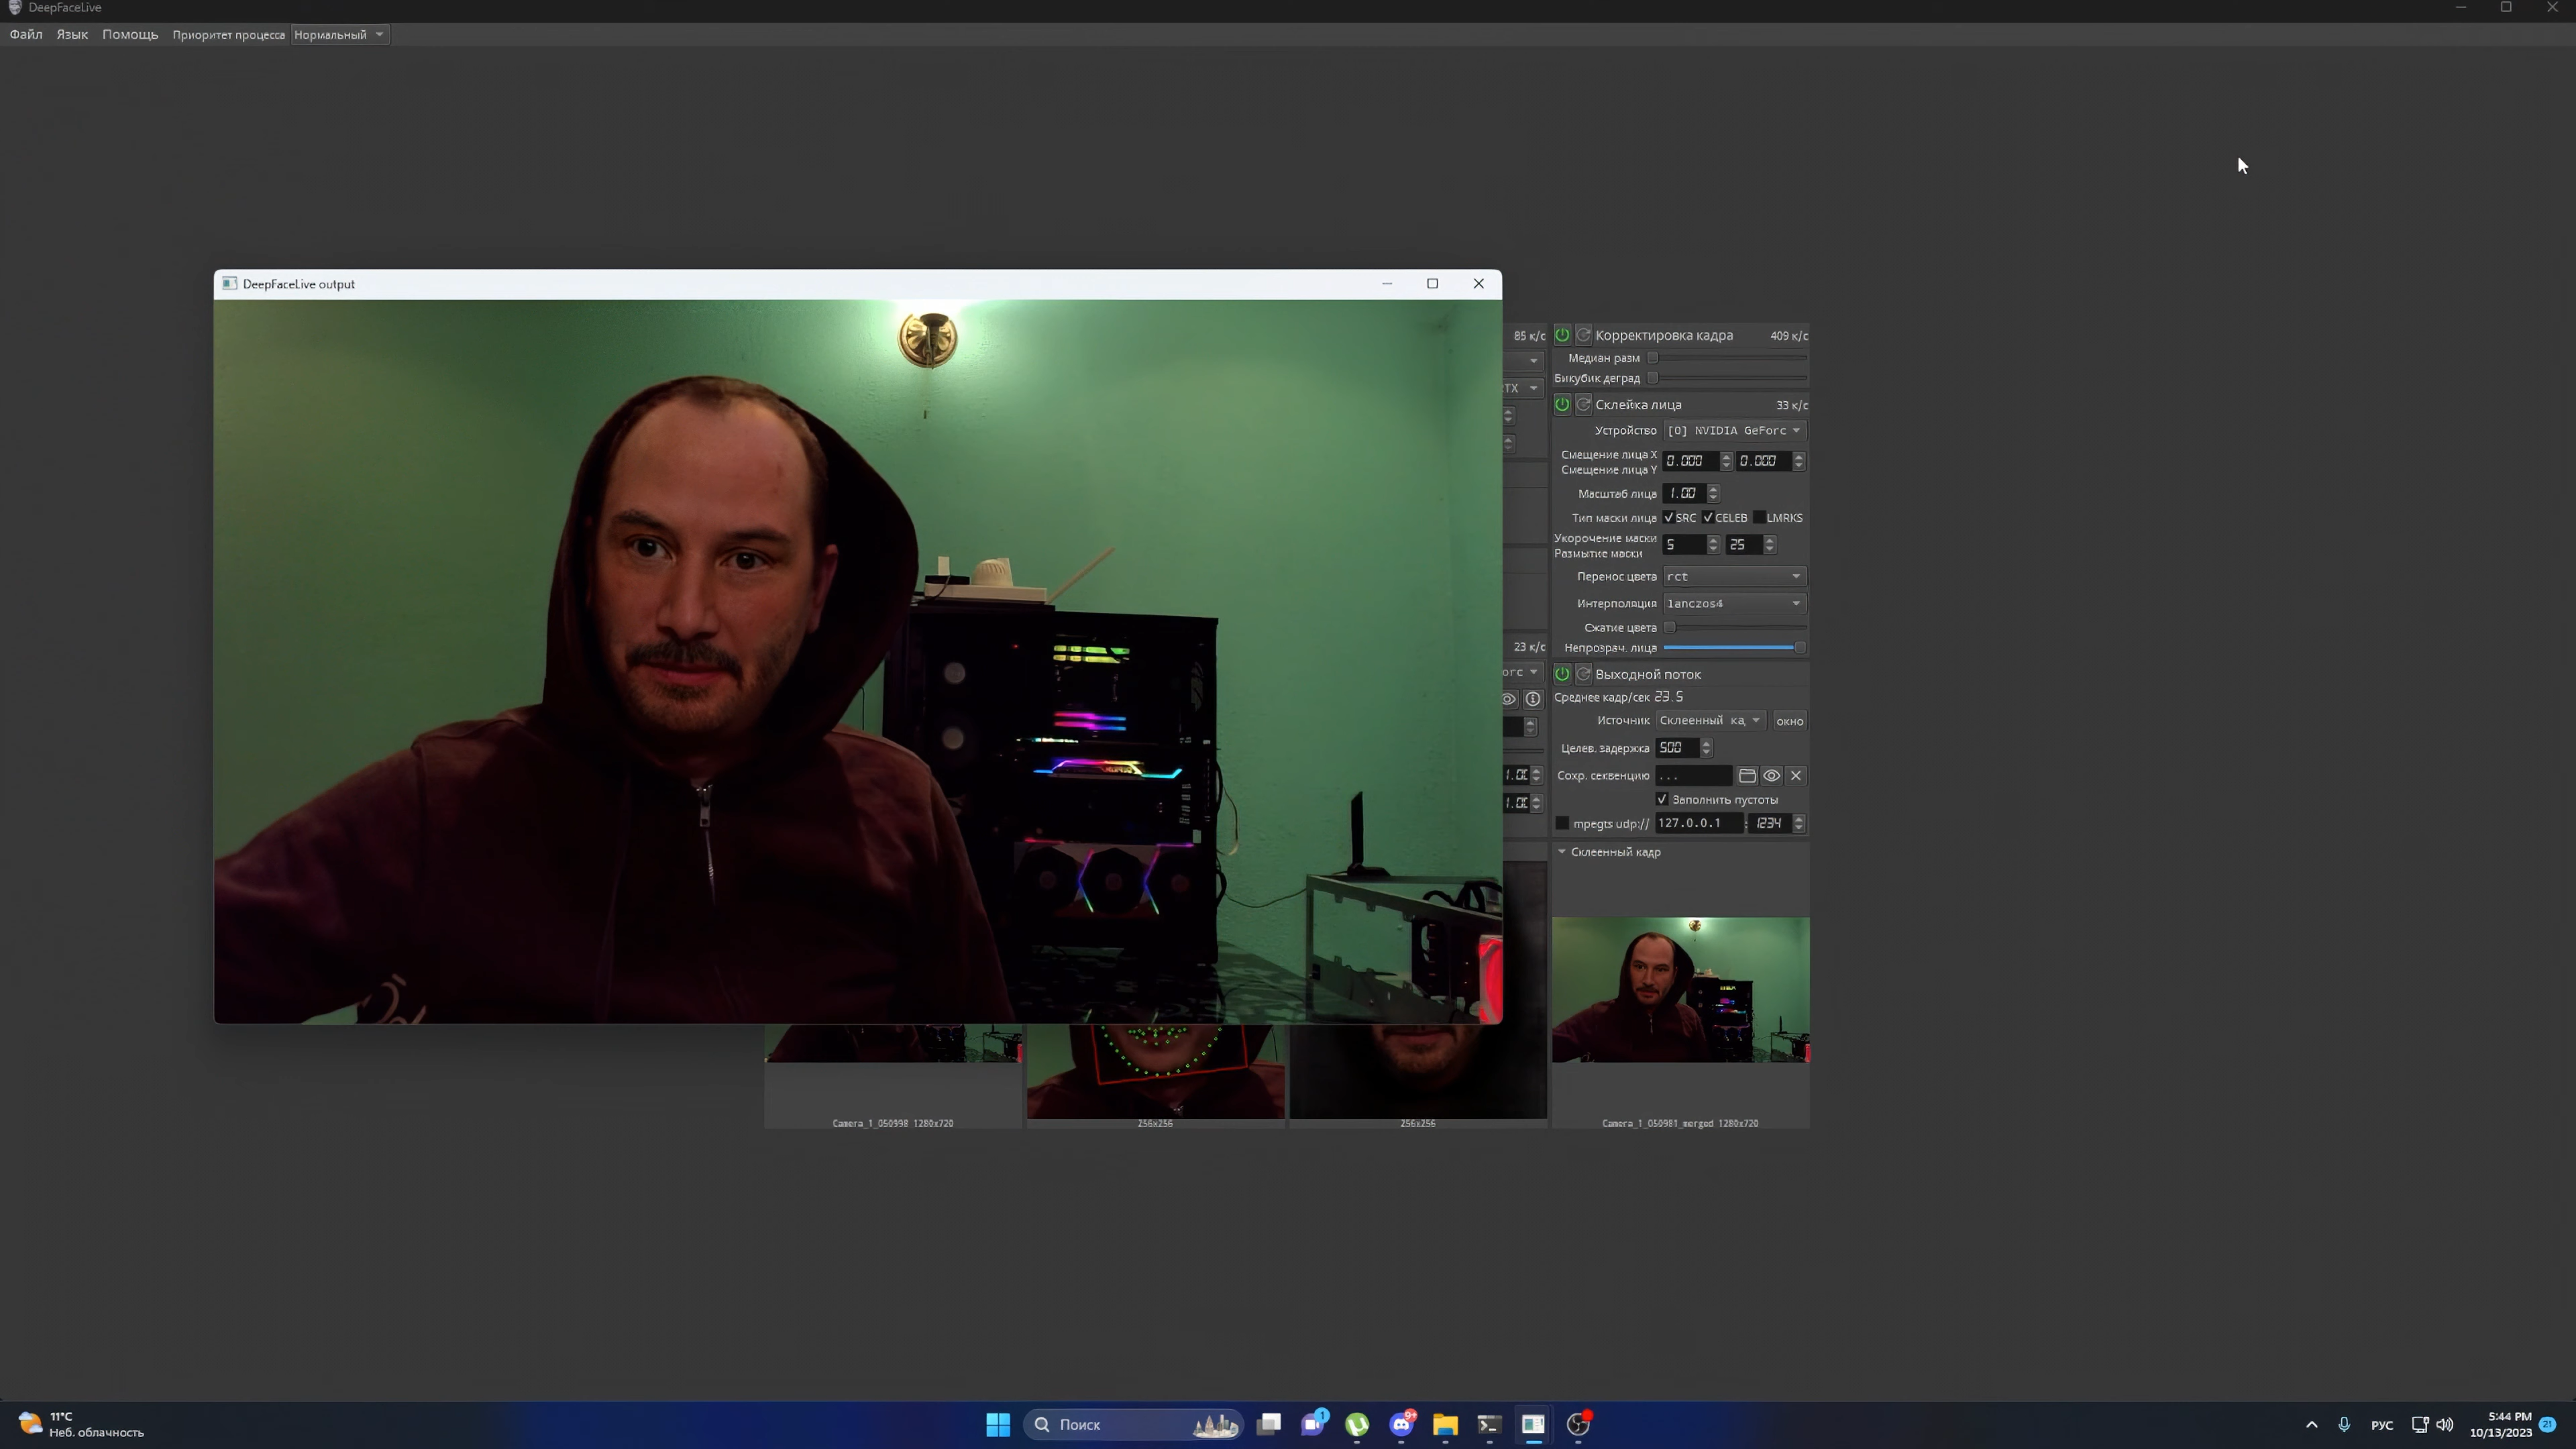 DeepFaceLive
Файл Язык Помощь Приоритет процесса Нормальный
DeepFaceLive output
85 к/с
Корректировка кадра 409 к/с
Медиан разм
Бикубик деград
Склейка лица 33 к/с
Устройство [0] NVIDIA GeForc
Смещение лица X
Смещение лица Y
0.000 0.000
Масштаб лица 1.00
Тип маски лица SRC CELEB LMRKS
Укорочение маски
Размытие маски
5 25
Перенос цвета rct
Интерполяция lanczos4
Сжатие цвета
23 к/с
Непрозрач. лица
Выходной поток
Среднее кадр/сек 23.5
Источник Склеенный ка, окно
Целев. задержка 500
Сохр. секвенцию ...
Заполнить пустоты
mpegts udp:// 127.0.0.1 : 1234
Склеенный кадр
Camera_1_050998 1280x720
256x256
256x256
Camera_1_050981_merged 1280x720
11°C
Неб. облачность
Поиск
1
9+
РУС
5:44 PM
10/13/2023
21